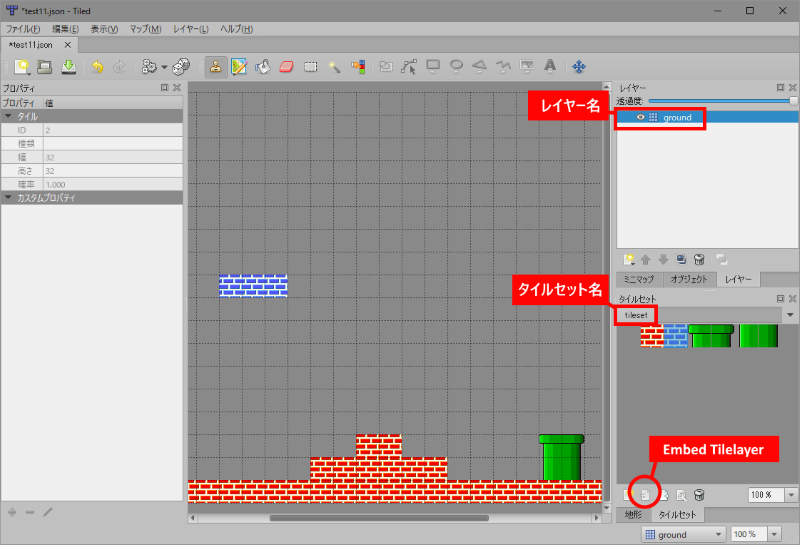 *test11.json - Tiled
ファイル(F) 編集(E) 表示(V) マップ(M) レイヤー(L) ヘルプ(H)
*test11.json
プロパティ
プロパティ 値
タイル
ID 2
種類
幅 32
高さ 32
確率 1.000
カスタムプロパティ
レイヤー
透過度:
レイヤー名
ground
ミニマップ オブジェクト レイヤー
タイルセット名
タイルセット
tileset
Embed Tilelayer
100 %
地形 タイルセット
ground 100 %